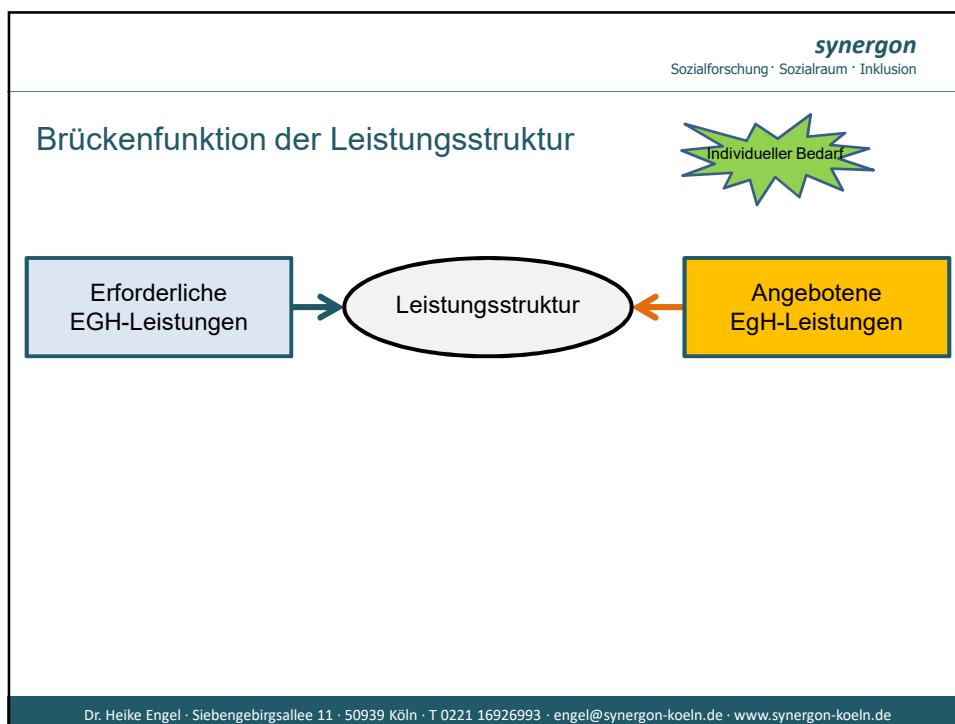 synergon
Sozialforschung · Sozialraum · Inklusion
Brückenfunktion der Leistungsstruktur
Individueller Bedarf
Erforderliche
EGH-Leistungen
Leistungsstruktur
Angebotene
EgH-Leistungen
Dr. Heike Engel · Siebengebirgsallee 11 · 50939 Köln · T 0221 16926993 · engel@synergon-koeln.de · www.synergon-koeln.de